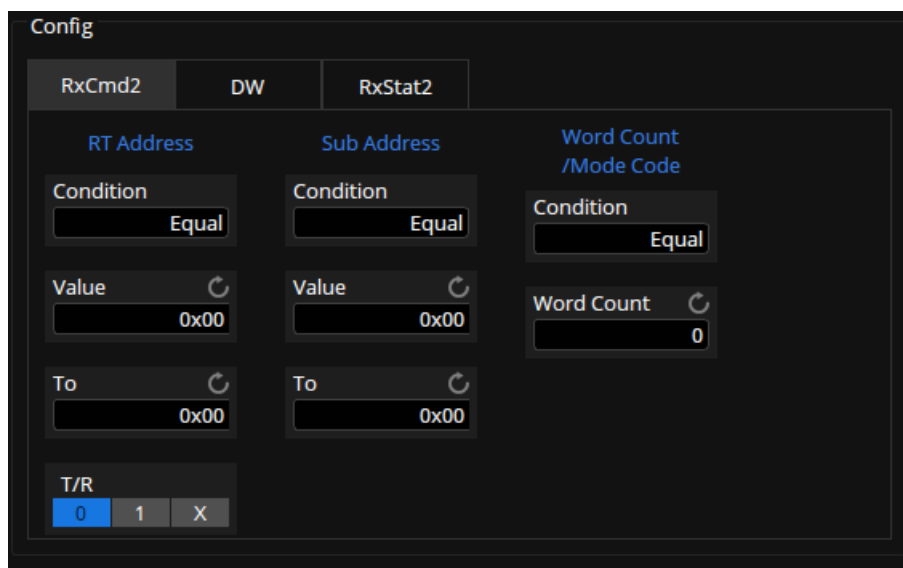 Config
RxCmd2 DW RxStat2
RT Address
Condition
Equal
Value
0x00
To
0x00
T/R
0 1 X
Sub Address
Condition
Equal
Value
0x00
To
0x00
Word Count
/Mode Code
Condition
Equal
Word Count
0